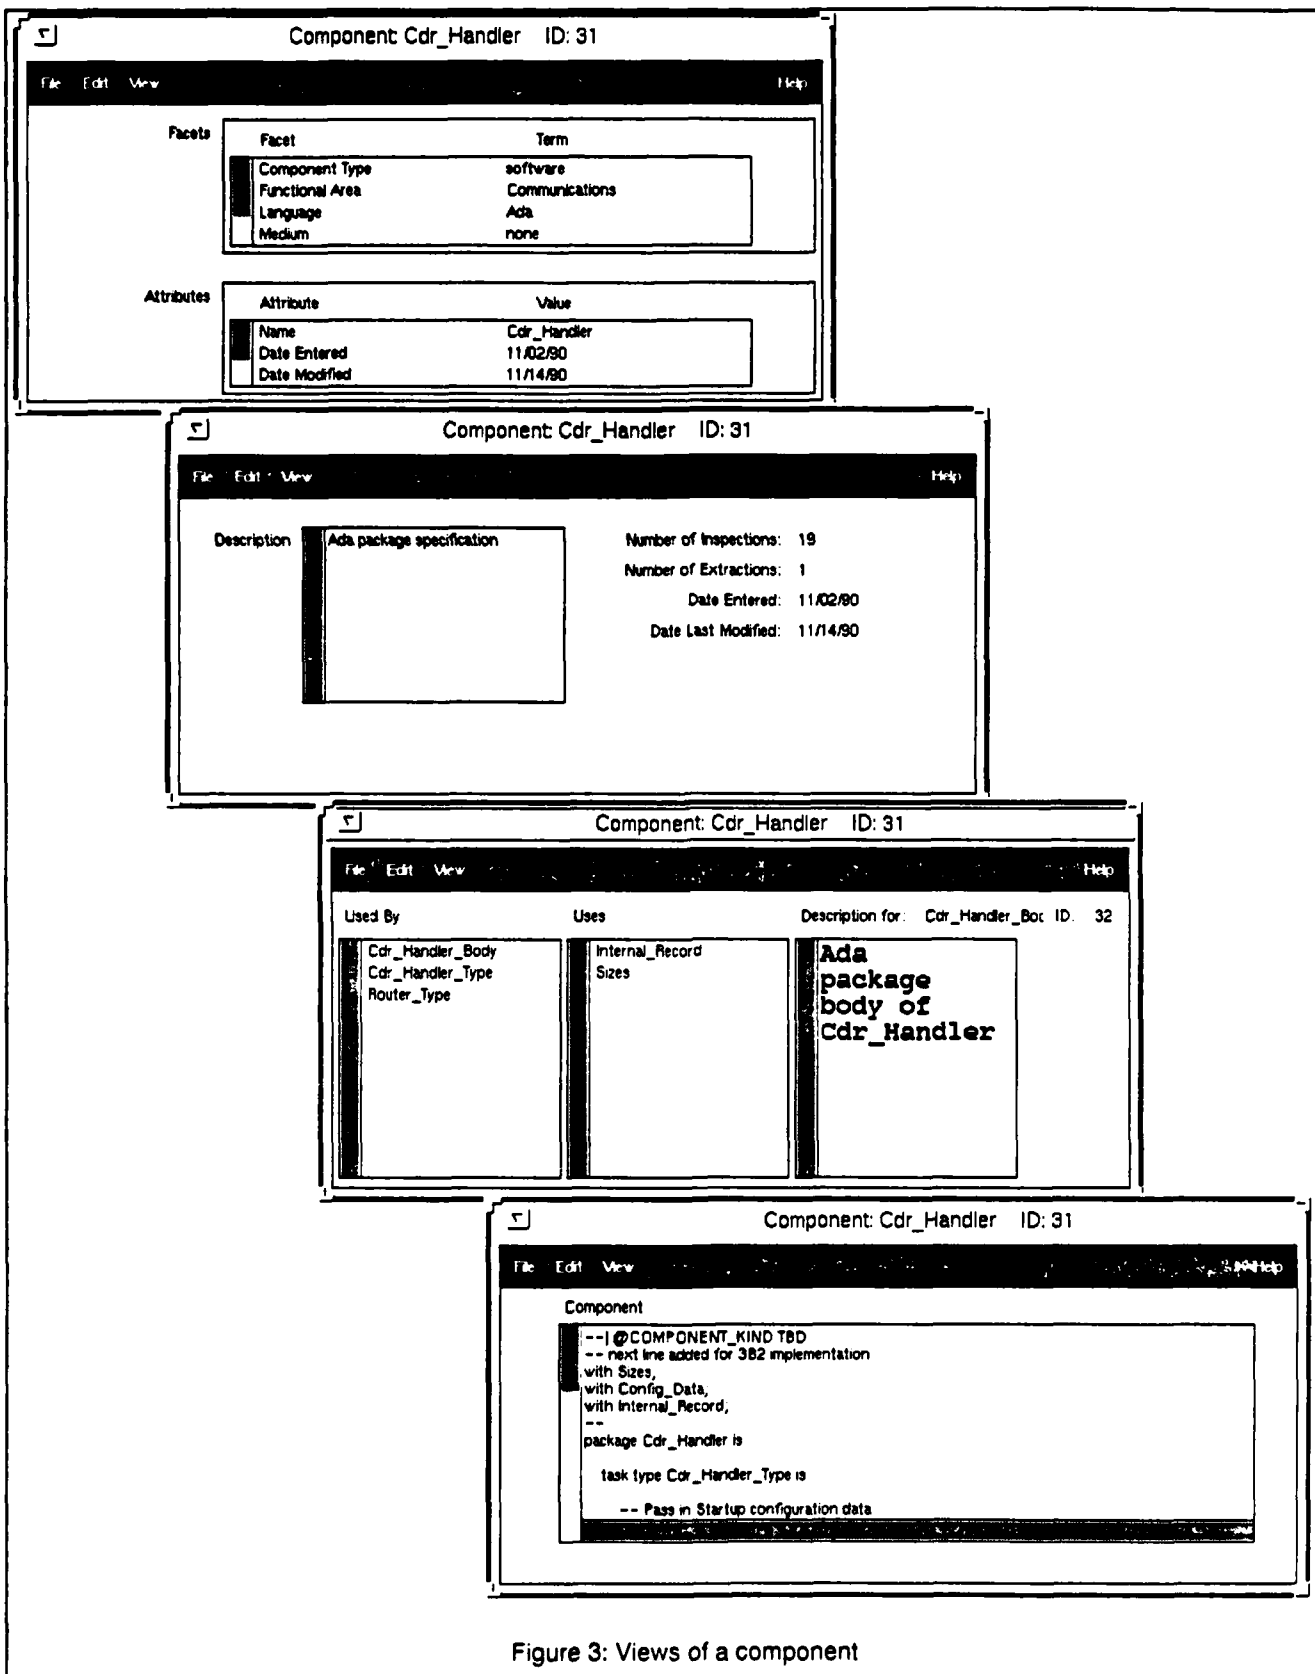 Component: Cdr_Handler ID: 31
File Edit View Help
Facets
Facet Term
Component Type software
Functional Area Communications
Language Ada
Medium none
Attributes
Attribute Value
Name Cdr_Handler
Date Entered 11/02/90
Date Modified 11/14/90
Component: Cdr_Handler ID: 31
File Edit View Help
Description Ada package specification
Number of Inspections: 19
Number of Extractions: 1
Date Entered: 11/02/90
Date Last Modified: 11/14/90
Component: Cdr_Handler ID: 31
File Edit View Help
Used By Uses Description for: Cdr_Handler_Boc ID: 32
Cdr_Handler_Body
Cdr_Handler_Type
Router_Type
Internal_Record
Sizes
Ada
package
body of
Cdr_Handler
Component: Cdr_Handler ID: 31
File Edit View Help
Component
--| @COMPONENT_KIND TBD
-- next line added for 3B2 implementation
with Sizes;
with Config_Data;
with Internal_Record;
--
package Cdr_Handler is
task type Cdr_Handler_Type is
-- Pass in Startup configuration data
Figure 3: Views of a component